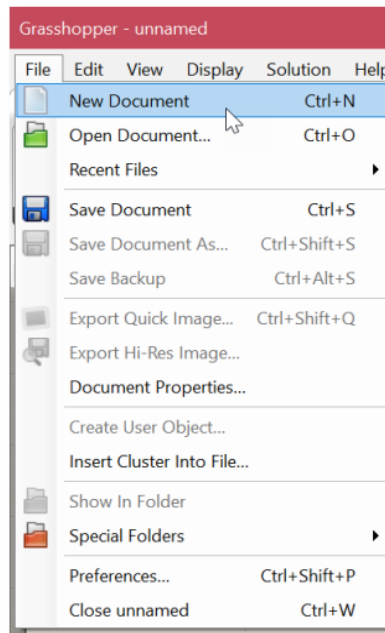 Grasshopper - unnamed
File Edit View Display Solution Help
New Document Ctrl+N
Open Document... Ctrl+O
Recent Files
Save Document Ctrl+S
Save Document As... Ctrl+Shift+S
Save Backup Ctrl+Alt+S
Export Quick Image... Ctrl+Shift+Q
Export Hi-Res Image...
Document Properties...
Create User Object...
Insert Cluster Into File...
Show In Folder
Special Folders
Preferences... Ctrl+Shift+P
Close unnamed Ctrl+W